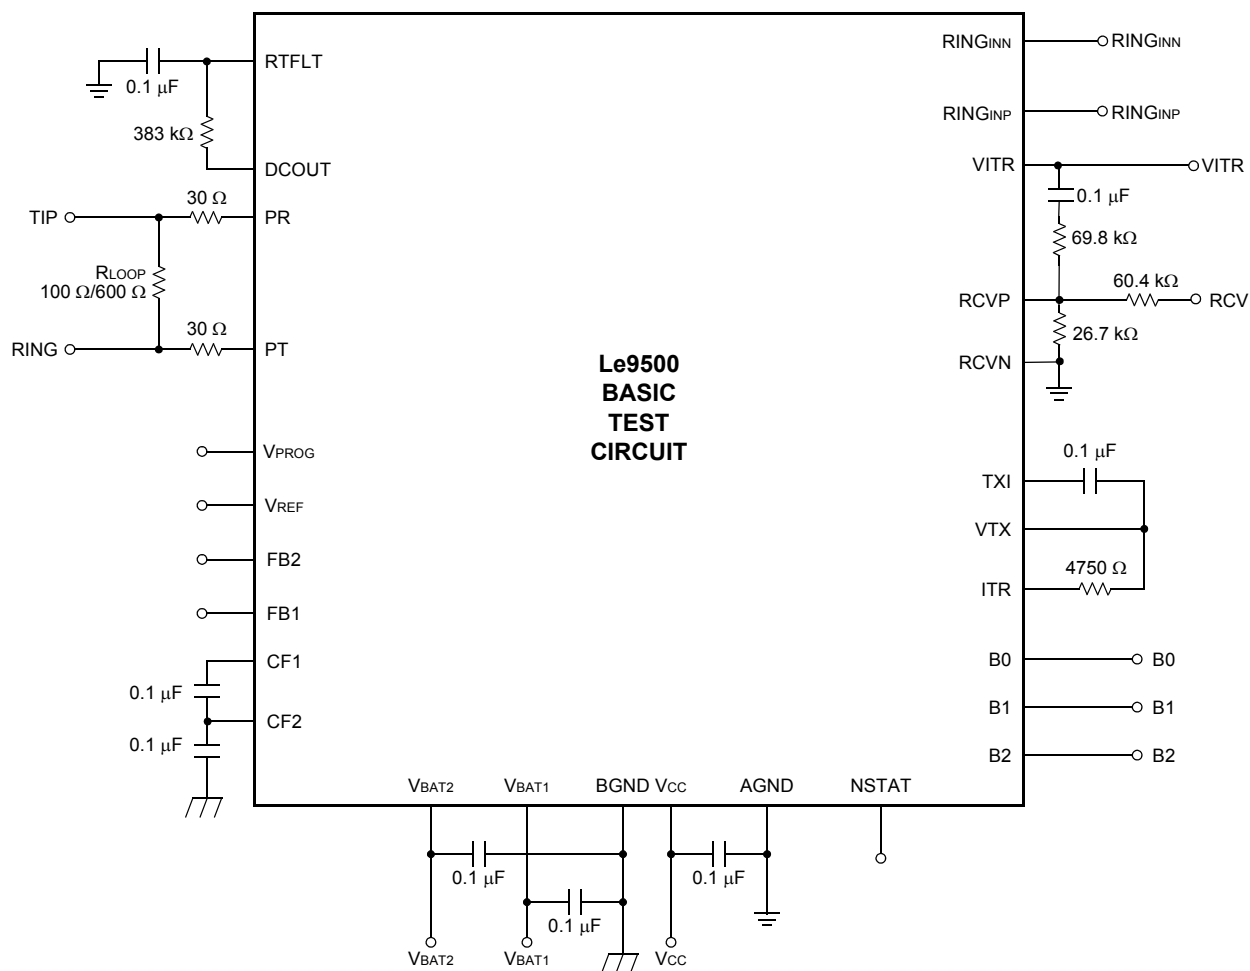 RTFLT
0.1 µF
383 kΩ
DCOUT
30 Ω
TIP
PR
RLOOP
100 Ω/600 Ω
30 Ω
RING
PT
VPROG
VREF
FB2
FB1
CF1
0.1 µF
CF2
0.1 µF
Le9500
BASIC
TEST
CIRCUIT
RINGINN
RINGINN
RINGINP
RINGINP
VITR
VITR
0.1 µF
69.8 kΩ
60.4 kΩ
RCVP
RCV
26.7 kΩ
RCVN
0.1 µF
TXI
VTX
4750 Ω
ITR
B0
B0
B1
B1
B2
B2
VBAT2
VBAT1
BGND
VCC
AGND
NSTAT
0.1 µF
0.1 µF
0.1 µF
VBAT2
VBAT1
VCC